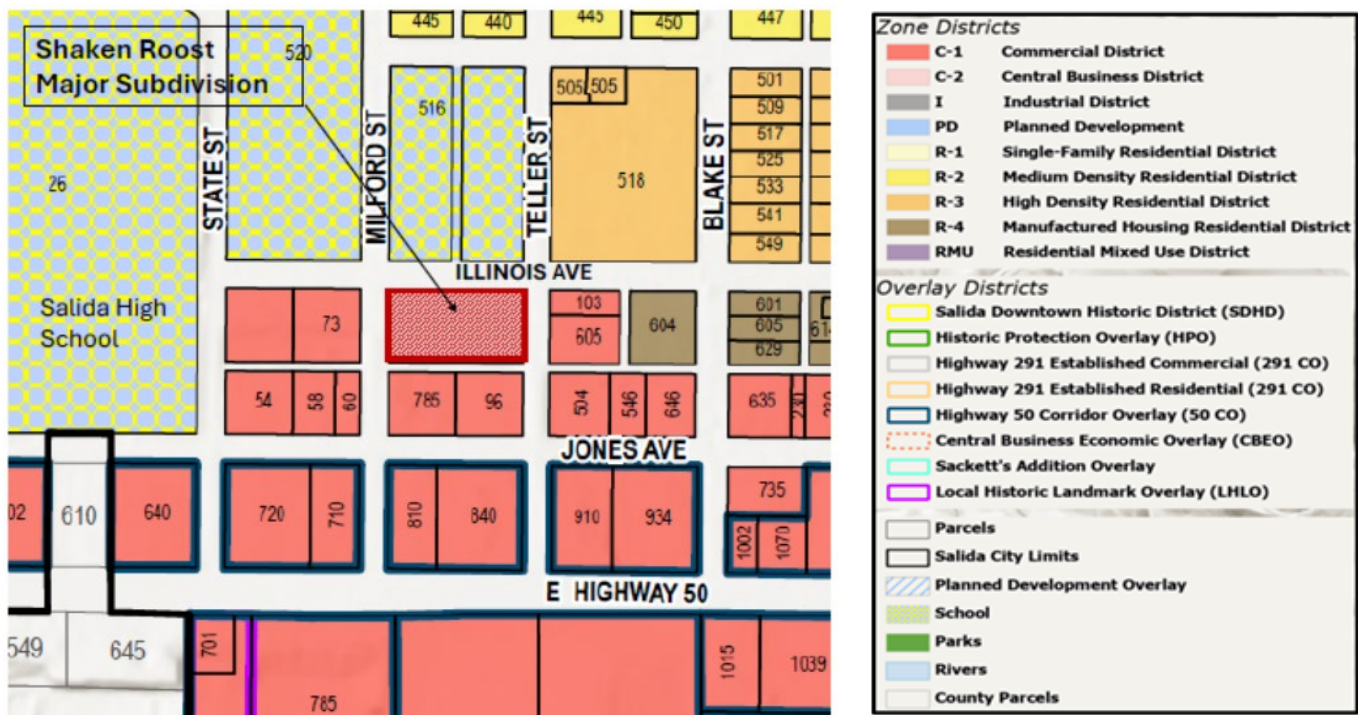 445
440
445
450
447
Shaken Roost
Major Subdivision
520
516
505
505
501
509
517
525
533
541
549
518
26
STATE ST
MILFORD ST
TELLER ST
BLAKE ST
ILLINOIS AVE
Salida High
School
73
103
605
604
601
605
629
54
58
60
785
96
504
546
646
635
230
JONES AVE
02
610
640
720
710
810
840
910
934
735
1002
1070
E HIGHWAY 50
549
645
701
785
1015
1039
Zone Districts
C-1 Commercial District
C-2 Central Business District
I Industrial District
PD Planned Development
R-1 Single-Family Residential District
R-2 Medium Density Residential District
R-3 High Density Residential District
R-4 Manufactured Housing Residential District
RMU Residential Mixed Use District
Overlay Districts
Salida Downtown Historic District (SDHD)
Historic Protection Overlay (HPO)
Highway 291 Established Commercial (291 CO)
Highway 291 Established Residential (291 CO)
Highway 50 Corridor Overlay (50 CO)
Central Business Economic Overlay (CBEO)
Sackett's Addition Overlay
Local Historic Landmark Overlay (LHLO)
Parcels
Salida City Limits
Planned Development Overlay
School
Parks
Rivers
County Parcels